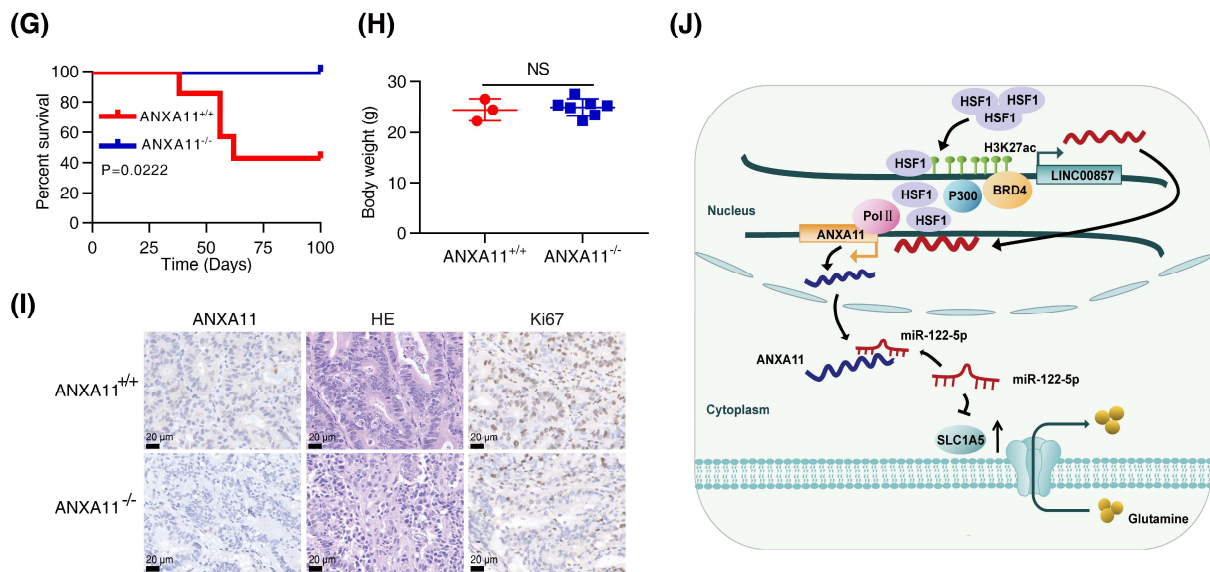 (G)
100
80
60
40
20
0
Percent survival
ANXA11+/+
ANXA11-/-
P=0.0222
0
25
50
75
100
Time (Days)
(H)
NS
30
20
10
0
Body weight (g)
ANXA11+/+
ANXA11-/-
(I)
ANXA11
HE
Ki67
ANXA11+/+
20 µm
20 µm
20 µm
ANXA11-/-
20 µm
20 µm
20 µm
(J)
HSF1
HSF1
HSF1
H3K27ac
HSF1
LINC00857
HSF1
P300
BRD4
Nucleus
Pol II
HSF1
ANXA11
miR-122-5p
ANXA11
miR-122-5p
Cytoplasm
SLC1A5
Glutamine